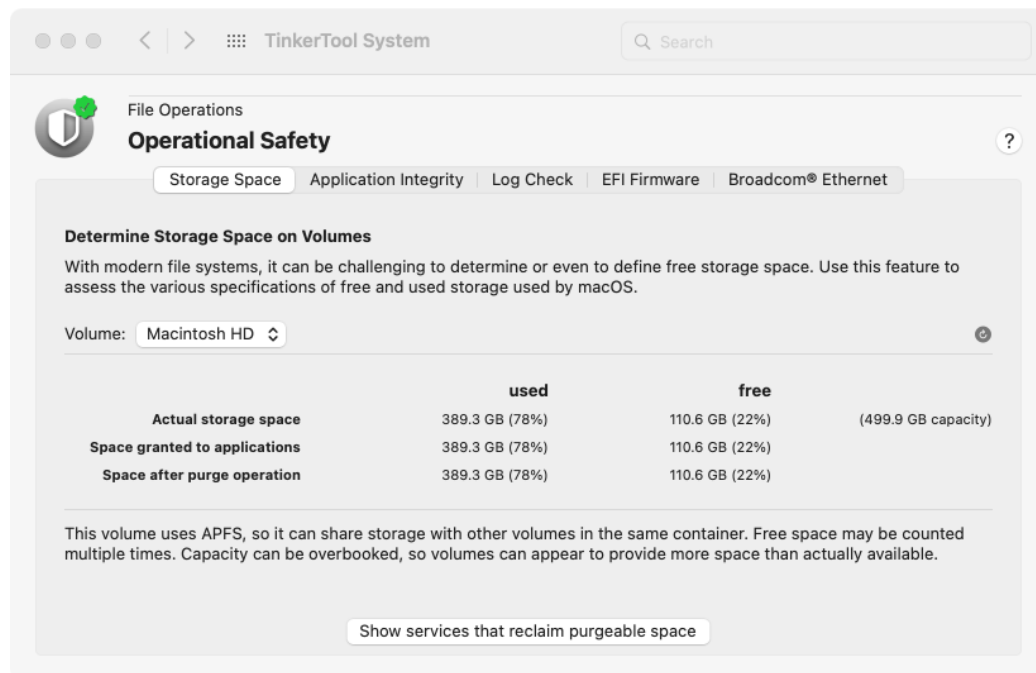 TinkerTool System
Search
File Operations
Operational Safety
?
Storage Space Application Integrity Log Check EFI Firmware Broadcom® Ethernet
Determine Storage Space on Volumes
With modern file systems, it can be challenging to determine or even to define free storage space. Use this feature to
assess the various specifications of free and used storage used by macOS.
Volume: Macintosh HD
used free
Actual storage space 389.3 GB (78%) 110.6 GB (22%) (499.9 GB capacity)
Space granted to applications 389.3 GB (78%) 110.6 GB (22%)
Space after purge operation 389.3 GB (78%) 110.6 GB (22%)
This volume uses APFS, so it can share storage with other volumes in the same container. Free space may be counted
multiple times. Capacity can be overbooked, so volumes can appear to provide more space than actually available.
Show services that reclaim purgeable space